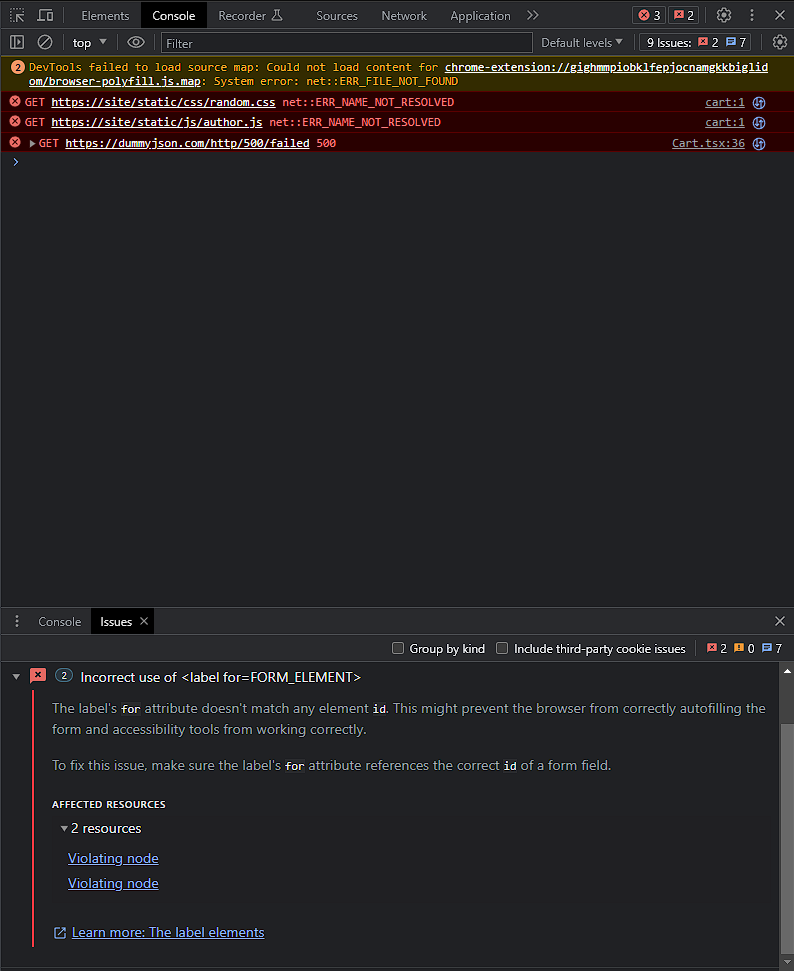 Elements Console Recorder Sources Network Application 3 2
top Filter Default levels 9 Issues: 2 7
2 DevTools failed to load source map: Could not load content for chrome-extension://gighmmpiobklfepjocnamgkkbiglid
om/browser-polyfill.js.map: System error: net::ERR_FILE_NOT_FOUND
GET https://site/static/css/random.css net::ERR_NAME_NOT_RESOLVED cart:1
GET https://site/static/js/author.js net::ERR_NAME_NOT_RESOLVED cart:1
GET https://dummyjson.com/http/500/failed 500 Cart.tsx:36
Console Issues
Group by kind Include third-party cookie issues 2 0 7
2 Incorrect use of <label for=FORM_ELEMENT>
The label's for attribute doesn't match any element id. This might prevent the browser from correctly autofilling the
form and accessibility tools from working correctly.
To fix this issue, make sure the label's for attribute references the correct id of a form field.
AFFECTED RESOURCES
2 resources
Violating node
Violating node
Learn more: The label elements